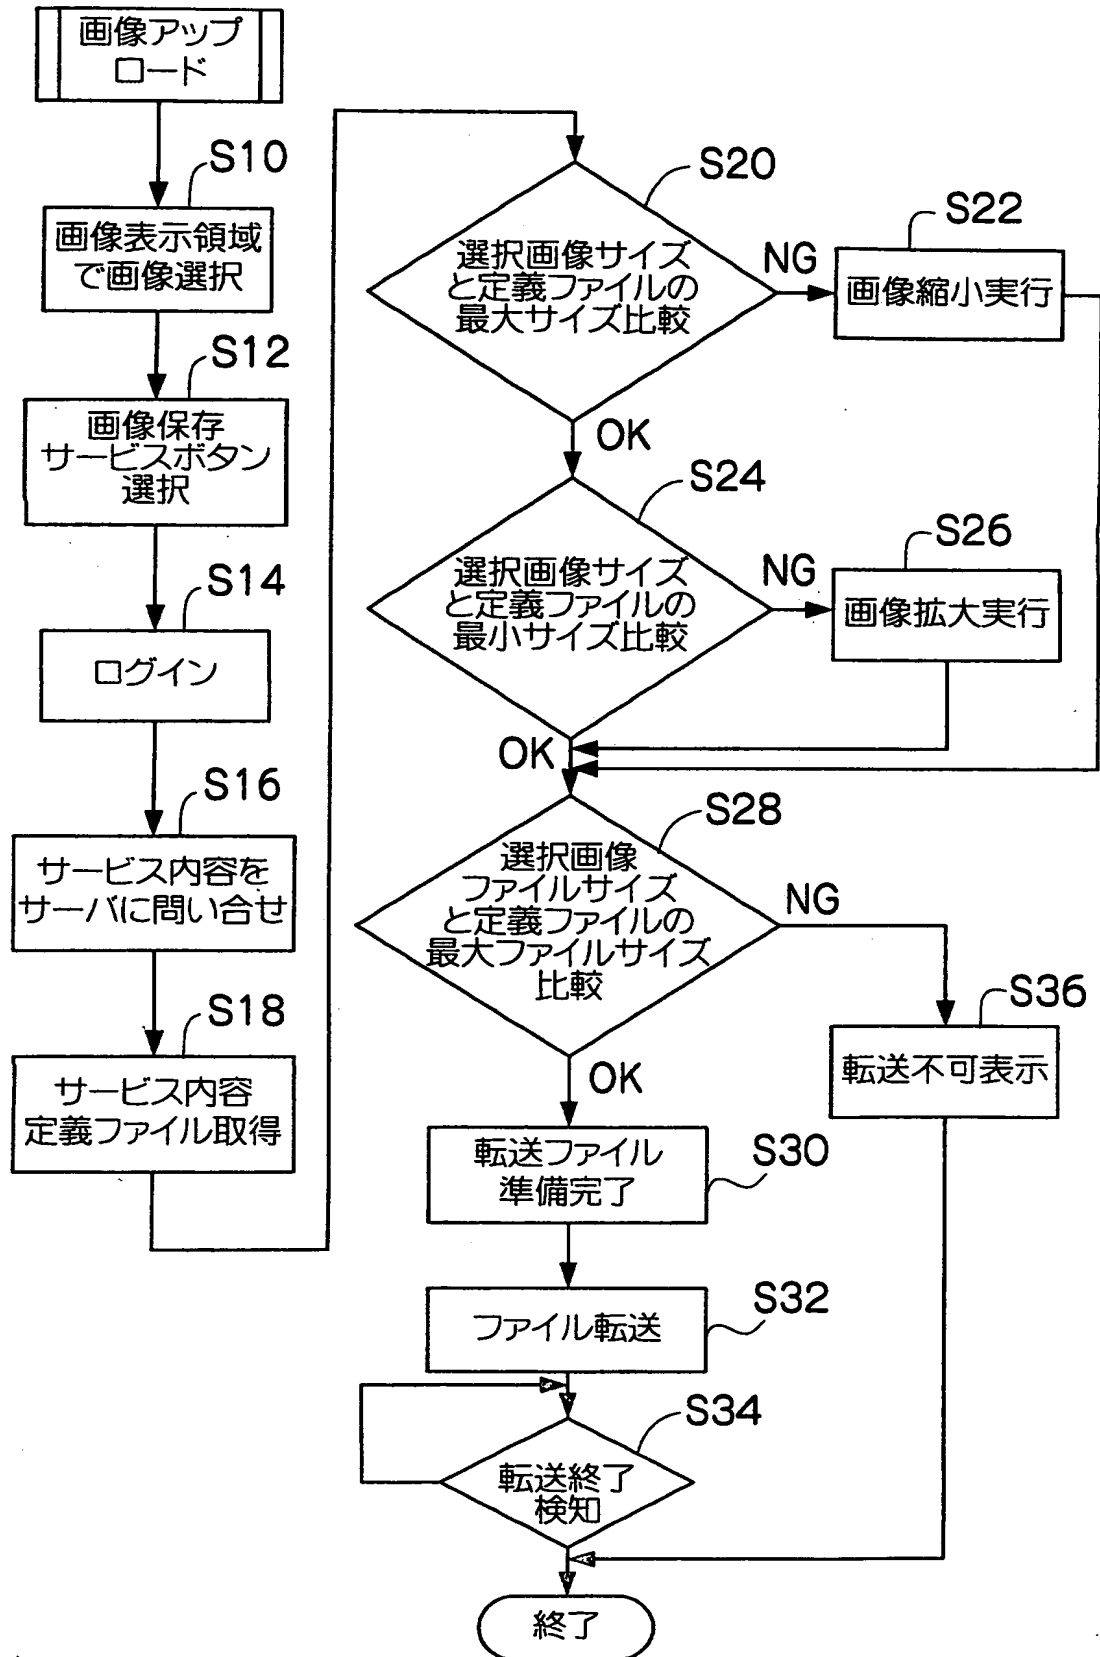 画像アップ
ロード
S10
画像表示領域
で画像選択
S12
画像保存
サービスボタン
選択
S14
ログイン
S16
サービス内容を
サーバに問い合せ
S18
サービス内容
定義ファイル取得
S20
選択画像サイズ
と定義ファイルの
最大サイズ比較
NG
S22
画像縮小実行
OK
S24
選択画像サイズ
と定義ファイルの
最小サイズ比較
NG
S26
画像拡大実行
OK
S28
選択画像
ファイルサイズ
と定義ファイルの
最大ファイルサイズ
比較
NG
S36
転送不可表示
OK
S30
転送ファイル
準備完了
S32
ファイル転送
S34
転送終了
検知
終了